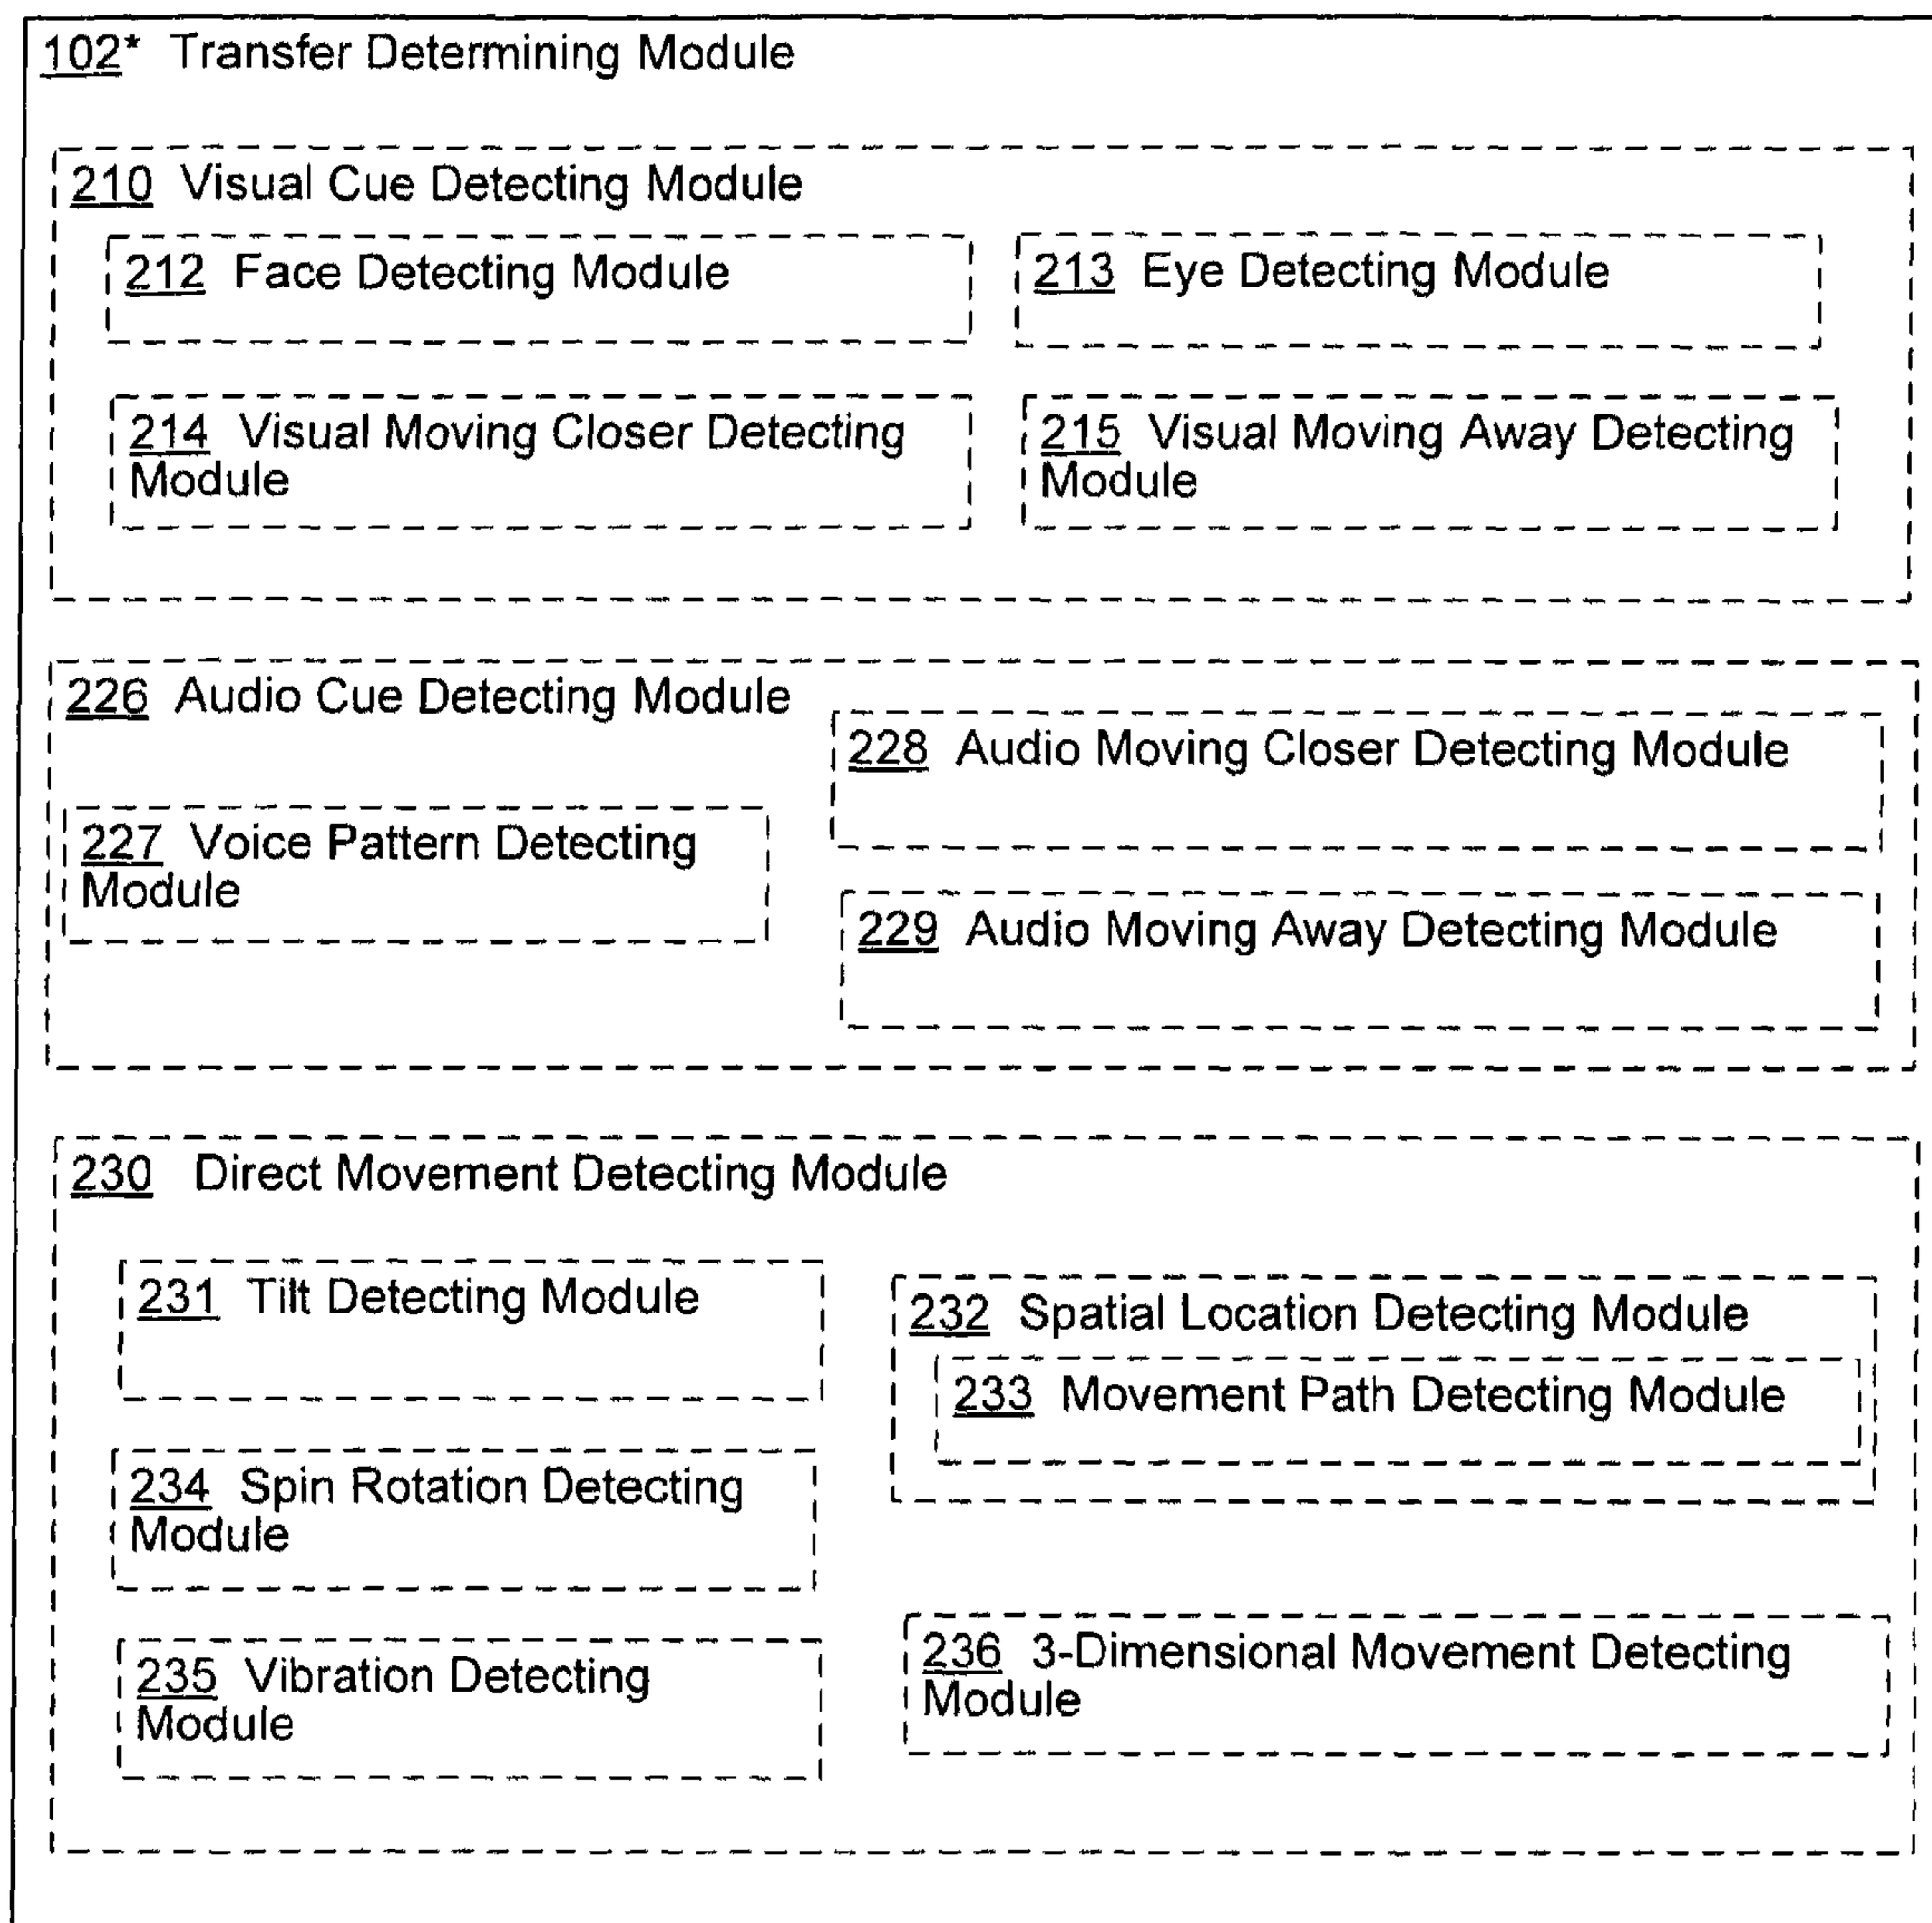 102* Transfer Determining Module
210 Visual Cue Detecting Module
212 Face Detecting Module
213 Eye Detecting Module
214 Visual Moving Closer Detecting
Module
215 Visual Moving Away Detecting
Module
226 Audio Cue Detecting Module
228 Audio Moving Closer Detecting Module
227 Voice Pattern Detecting
Module
229 Audio Moving Away Detecting Module
230 Direct Movement Detecting Module
231 Tilt Detecting Module
232 Spatial Location Detecting Module
233 Movement Path Detecting Module
234 Spin Rotation Detecting
Module
235 Vibration Detecting
Module
236 3-Dimensional Movement Detecting
Module